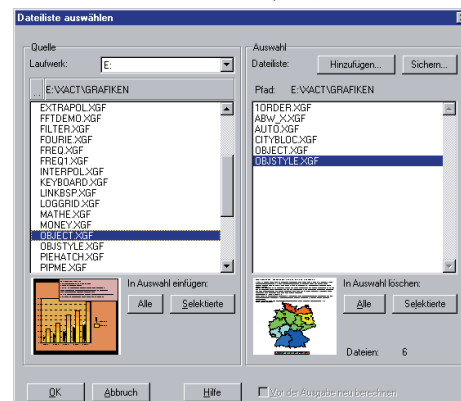 Dateiliste auswählen
Quelle
Laufwerk: E:
.. E:\XACT\GRAFIKEN
EXTRAPOL.XGF
FFTDEMO.XGF
FILTER.XGF
FOURIE.XGF
FREQ.XGF
FREQ1.XGF
INTERPOL.XGF
KEYBOARD.XGF
LINKBSP.XGF
LOGGRID.XGF
MATHE.XGF
MONEY.XGF
OBJECT.XGF
OBJSTYLE.XGF
PIEHATCH.XGF
PIPME.XGF
In Auswahl einfügen:
Alle Selektierte
Auswahl
Dateiliste: Hinzufügen... Sichern...
Pfad: E:\XACT\GRAFIKEN
1ORDER.XGF
ABW_X.XGF
AUTO.XGF
CITYBLOC.XGF
OBJECT.XGF
OBJSTYLE.XGF
In Auswahl löschen:
Alle Selektierte
Dateien: 6
OK Abbruch Hilfe
Vor der Ausgabe neu berechnen